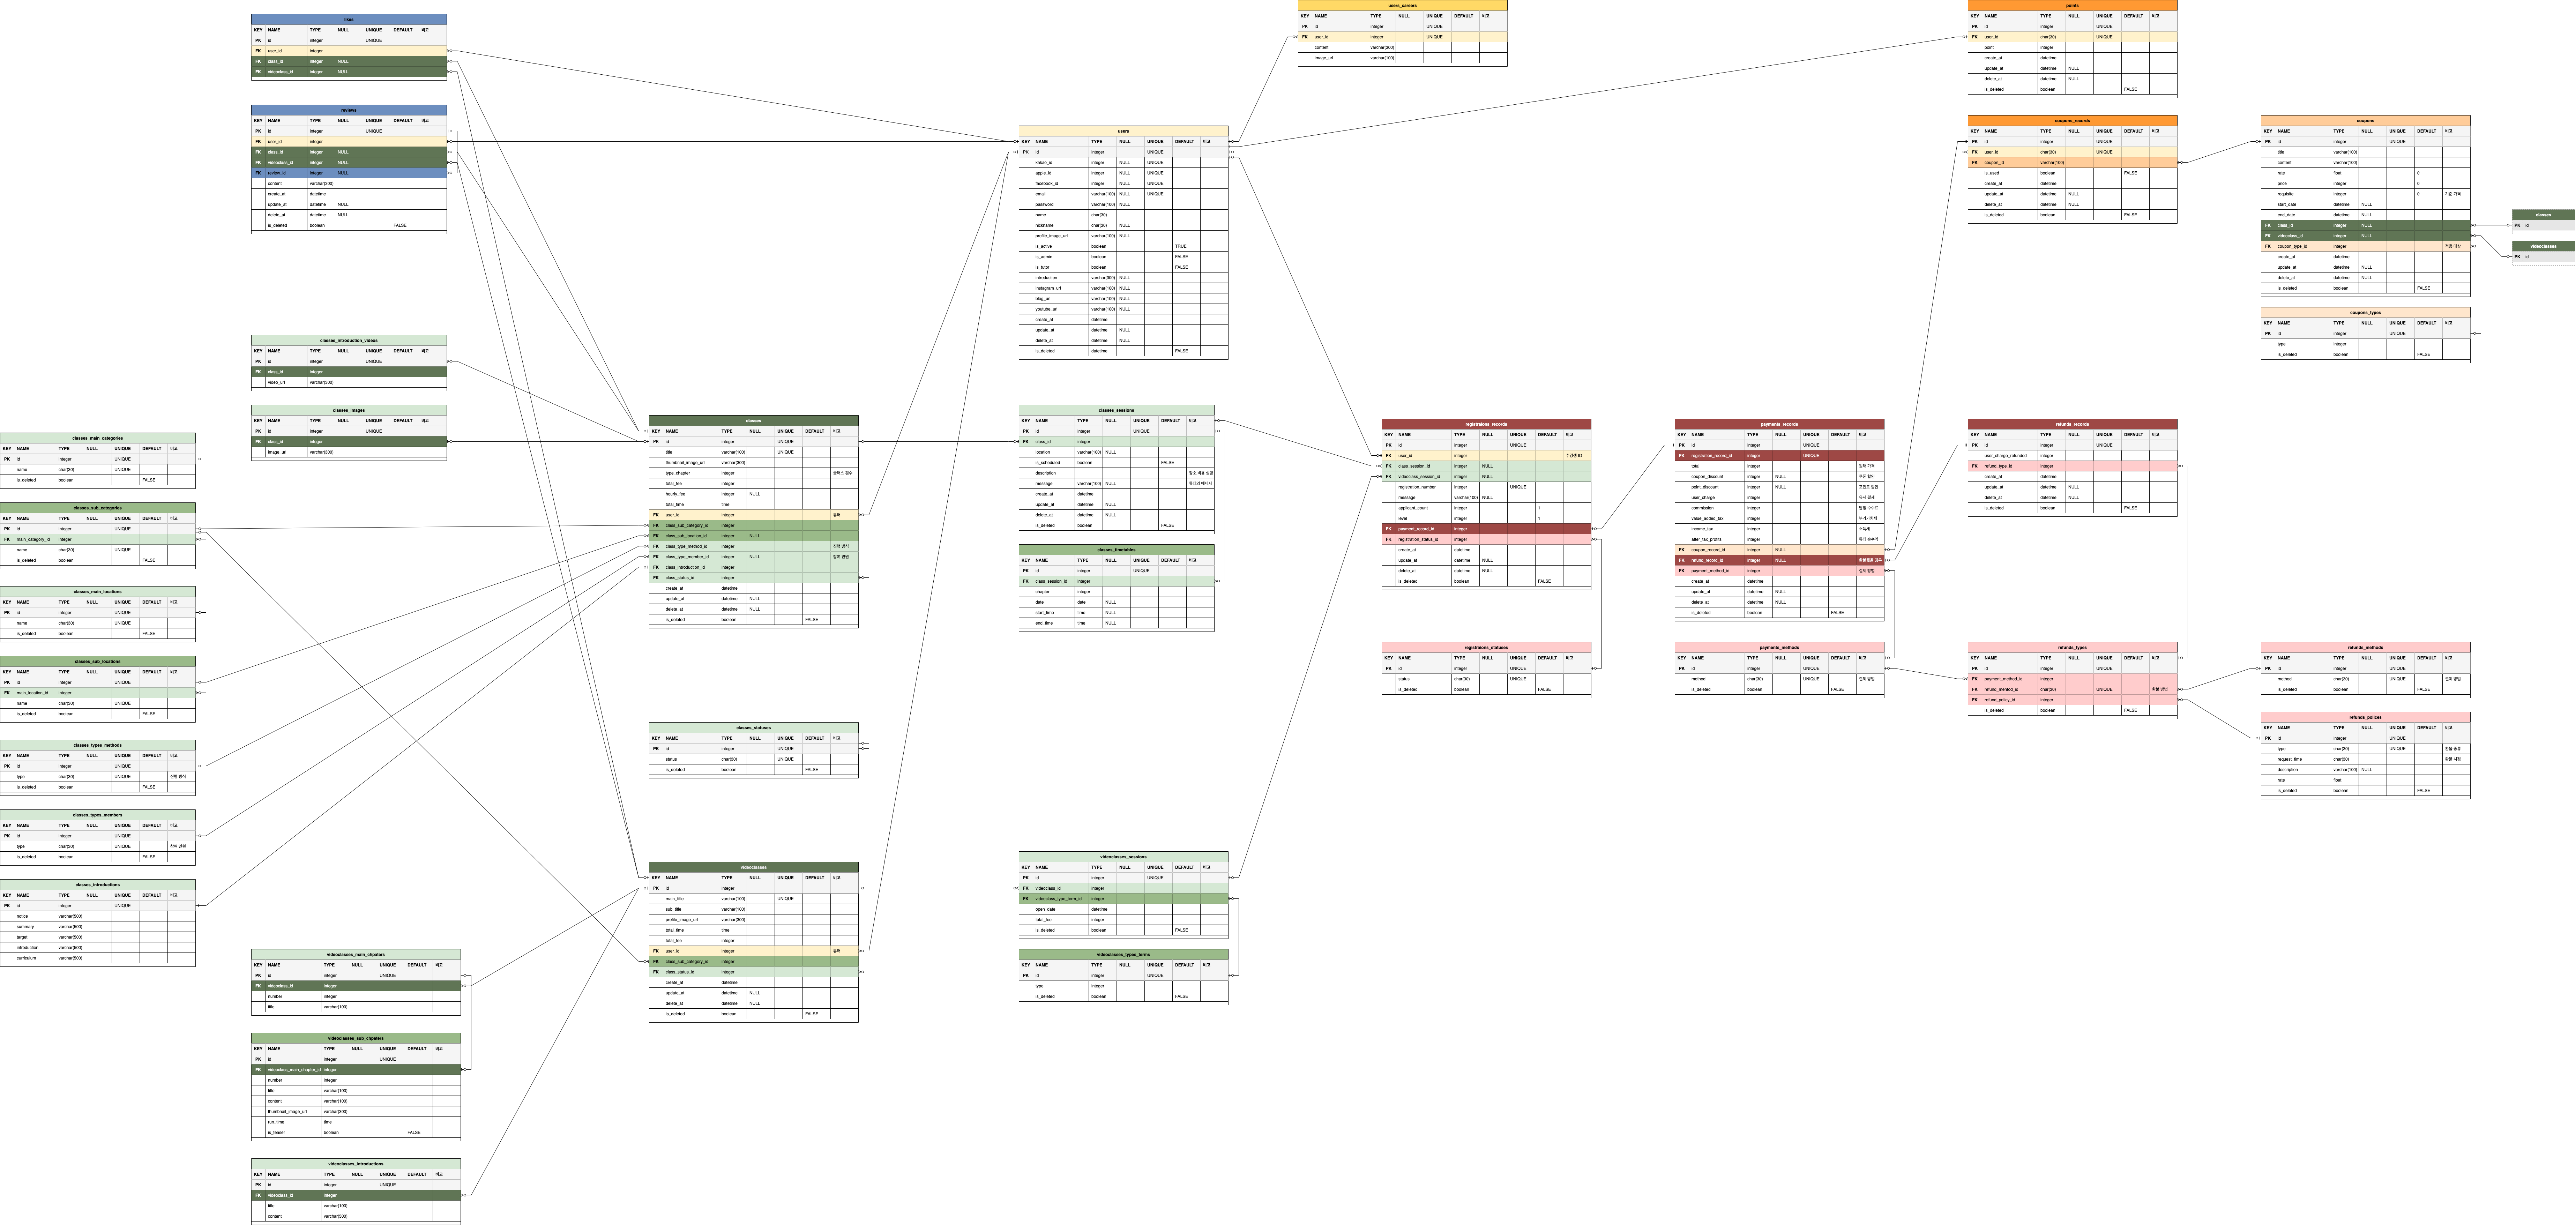 likes
KEY NAME TYPE NULL UNIQUE DEFAULT 비고
PK id integer UNIQUE
FK user_id integer
FK class_id integer NULL
FK videoclass_id integer NULL
reviews
KEY NAME TYPE NULL UNIQUE DEFAULT 비고
PK id integer UNIQUE
FK user_id integer
FK class_id integer NULL
FK videoclass_id integer NULL
FK review_id integer NULL
content varchar(300)
create_at datetime
update_at datetime NULL
delete_at datetime NULL
is_deleted boolean FALSE
classes_introduction_videos
KEY NAME TYPE NULL UNIQUE DEFAULT 비고
PK id integer UNIQUE
FK class_id integer
video_url varchar(300)
classes_images
KEY NAME TYPE NULL UNIQUE DEFAULT 비고
PK id integer UNIQUE
FK class_id integer
image_url varchar(300)
classes_main_categories
KEY NAME TYPE NULL UNIQUE DEFAULT 비고
PK id integer UNIQUE
name char(30) UNIQUE
is_deleted boolean FALSE
classes_sub_categories
KEY NAME TYPE NULL UNIQUE DEFAULT 비고
PK id integer UNIQUE
FK main_category_id integer
name char(30) UNIQUE
is_deleted boolean FALSE
classes_main_locations
KEY NAME TYPE NULL UNIQUE DEFAULT 비고
PK id integer UNIQUE
name char(30) UNIQUE
is_deleted boolean FALSE
classes_sub_locations
KEY NAME TYPE NULL UNIQUE DEFAULT 비고
PK id integer UNIQUE
FK main_location_id integer
name char(30) UNIQUE
is_deleted boolean FALSE
classes_types_methods
KEY NAME TYPE NULL UNIQUE DEFAULT 비고
PK id integer UNIQUE
type char(30) UNIQUE 진행 방식
is_deleted boolean FALSE
classes_types_members
KEY NAME TYPE NULL UNIQUE DEFAULT 비고
PK id integer UNIQUE
type char(30) UNIQUE 참여 인원
is_deleted boolean FALSE
classes_introductions
KEY NAME TYPE NULL UNIQUE DEFAULT 비고
PK id integer UNIQUE
notice varchar(500)
summary varchar(500)
target varchar(500)
introduction varchar(500)
curriculum varchar(500)
videoclasses_main_chpaters
KEY NAME TYPE NULL UNIQUE DEFAULT 비고
PK id integer UNIQUE
FK videoclass_id integer
number integer
title varchar(100)
videoclasses_sub_chpaters
KEY NAME TYPE NULL UNIQUE DEFAULT 비고
PK id integer UNIQUE
FK videoclass_main_chapter_id integer
number integer
title varchar(100)
content varchar(100)
thumbnail_image_url varchar(300)
run_time time
is_teaser boolean FALSE
videoclasses_introductions
KEY NAME TYPE NULL UNIQUE DEFAULT 비고
PK id integer UNIQUE
FK videoclass_id integer
title varchar(100)
content varchar(500)
classes
KEY NAME TYPE NULL UNIQUE DEFAULT 비고
PK id integer UNIQUE
title varchar(100) UNIQUE
thumbnail_image_url varchar(300)
type_chapter integer 클래스 횟수
total_fee integer
hourly_fee integer NULL
total_time time
FK user_id integer 튜터
FK class_sub_category_id integer
FK class_sub_location_id integer NULL
FK class_type_method_id integer 진행 방식
FK class_type_member_id integer NULL 참여 인원
FK class_introduction_id integer
FK class_status_id integer
create_at datetime
update_at datetime NULL
delete_at datetime NULL
is_deleted boolean FALSE
classes_statuses
KEY NAME TYPE NULL UNIQUE DEFAULT 비고
PK id integer UNIQUE
status char(30) UNIQUE
is_deleted boolean FALSE
videoclasses
KEY NAME TYPE NULL UNIQUE DEFAULT 비고
PK id integer
main_title varchar(100) UNIQUE
sub_title varchar(100)
profile_image_url varchar(300)
total_time time
total_fee integer
FK user_id integer 튜터
FK class_sub_category_id integer
FK class_status_id integer
create_at datetime
update_at datetime NULL
delete_at datetime NULL
is_deleted boolean FALSE
users_careers
KEY NAME TYPE NULL UNIQUE DEFAULT 비고
PK id integer UNIQUE
FK user_id integer UNIQUE
content varchar(300)
image_url varchar(100)
users
KEY NAME TYPE NULL UNIQUE DEFAULT 비고
PK id integer UNIQUE
kakao_id integer NULL UNIQUE
apple_id integer NULL UNIQUE
facebook_id integer NULL UNIQUE
email varchar(100) NULL UNIQUE
password varchar(100) NULL
name char(30)
nickname char(30) NULL
profile_image_url varchar(100) NULL
is_active boolean TRUE
is_admin boolean FALSE
is_tutor boolean FALSE
introduction varchar(300) NULL
instagram_url varchar(100) NULL
blog_url varchar(100) NULL
youtube_url varchar(100) NULL
create_at datetime
update_at datetime NULL
delete_at datetime NULL
is_deleted datetime FALSE
classes_sessions
KEY NAME TYPE NULL UNIQUE DEFAULT 비고
PK id integer UNIQUE
FK class_id integer
location varchar(100) NULL
is_scheduled boolean FALSE
description integer 장소,비용 설명
message varchar(100) NULL 튜터의 메세지
create_at datetime
update_at datetime NULL
delete_at datetime NULL
is_deleted boolean FALSE
classes_timetables
KEY NAME TYPE NULL UNIQUE DEFAULT 비고
PK id integer UNIQUE
FK class_session_id integer
chapter integer
date date NULL
start_time time NULL
end_time time NULL
videoclasses_sessions
KEY NAME TYPE NULL UNIQUE DEFAULT 비고
PK id integer UNIQUE
FK videoclass_id integer
FK videoclass_type_term_id integer
open_date datetime
total_fee integer
is_deleted boolean FALSE
videoclasses_types_terms
KEY NAME TYPE NULL UNIQUE DEFAULT 비고
PK id integer UNIQUE
type integer
is_deleted boolean FALSE
registraions_records
KEY NAME TYPE NULL UNIQUE DEFAULT 비고
PK id integer UNIQUE
FK user_id integer 수강생 ID
FK class_session_id integer NULL
FK videoclass_session_id integer NULL
registration_number integer UNIQUE
message varchar(100) NULL
applicant_count integer 1
level integer 1
FK payment_record_id integer
FK registration_status_id integer
create_at datetime
update_at datetime NULL
delete_at datetime NULL
is_deleted boolean FALSE
registraions_statuses
KEY NAME TYPE NULL UNIQUE DEFAULT 비고
PK id integer UNIQUE
status char(30) UNIQUE
is_deleted boolean FALSE
payments_records
KEY NAME TYPE NULL UNIQUE DEFAULT 비고
PK id integer UNIQUE
FK registration_record_id integer UNIQUE
total integer 원래 가격
coupon_discount integer NULL 쿠폰 할인
point_discount integer NULL 포인트 할인
user_charge integer 유저 결제
commission integer 탈잉 수수료
value_added_tax integer 부가가치세
income_tax integer 소득세
after_tax_profits integer 튜터 순수익
FK coupon_record_id integer NULL
FK refund_record_id integer NULL 환불했을 경우
FK payment_method_id integer 결제 방법
create_at datetime
update_at datetime NULL
delete_at datetime NULL
is_deleted boolean FALSE
payments_methods
KEY NAME TYPE NULL UNIQUE DEFAULT 비고
PK id integer UNIQUE
method char(30) UNIQUE 결제 방법
is_deleted boolean FALSE
points
KEY NAME TYPE NULL UNIQUE DEFAULT 비고
PK id integer UNIQUE
FK user_id char(30) UNIQUE
point integer
create_at datetime
update_at datetime NULL
delete_at datetime NULL
is_deleted boolean FALSE
coupons_records
KEY NAME TYPE NULL UNIQUE DEFAULT 비고
PK id integer UNIQUE
FK user_id char(30) UNIQUE
FK coupon_id varchar(100)
is_used boolean FALSE
create_at datetime
update_at datetime NULL
delete_at datetime NULL
is_deleted boolean FALSE
coupons
KEY NAME TYPE NULL UNIQUE DEFAULT 비고
PK id integer UNIQUE
title varchar(100)
content varchar(100)
rate float 0
price integer 0
requisite integer 0 기준 가격
start_date datetime NULL
end_date datetime NULL
FK class_id integer NULL
FK videoclass_id integer NULL
FK coupon_type_id integer 적용 대상
create_at datetime
update_at datetime NULL
delete_at datetime NULL
is_deleted boolean FALSE
classes
PK id
videoclasses
PK id
coupons_types
KEY NAME TYPE NULL UNIQUE DEFAULT 비고
PK id integer UNIQUE
type integer
is_deleted boolean FALSE
refunds_records
KEY NAME TYPE NULL UNIQUE DEFAULT 비고
PK id integer UNIQUE
user_charge_refunded integer
FK refund_type_id integer
create_at datetime
update_at datetime NULL
delete_at datetime NULL
is_deleted boolean FALSE
refunds_types
KEY NAME TYPE NULL UNIQUE DEFAULT 비고
PK id integer UNIQUE
FK payment_method_id integer
FK refund_mehtod_id char(30) UNIQUE 환불 방법
FK refund_policy_id integer
is_deleted boolean FALSE
refunds_methods
KEY NAME TYPE NULL UNIQUE DEFAULT 비고
PK id integer UNIQUE
method char(30) UNIQUE 결제 방법
is_deleted boolean FALSE
refunds_polices
KEY NAME TYPE NULL UNIQUE DEFAULT 비고
PK id integer UNIQUE
type char(30) UNIQUE 환불 종류
request_time char(30) 환불 시점
description varchar(100) NULL
rate float
is_deleted boolean FALSE